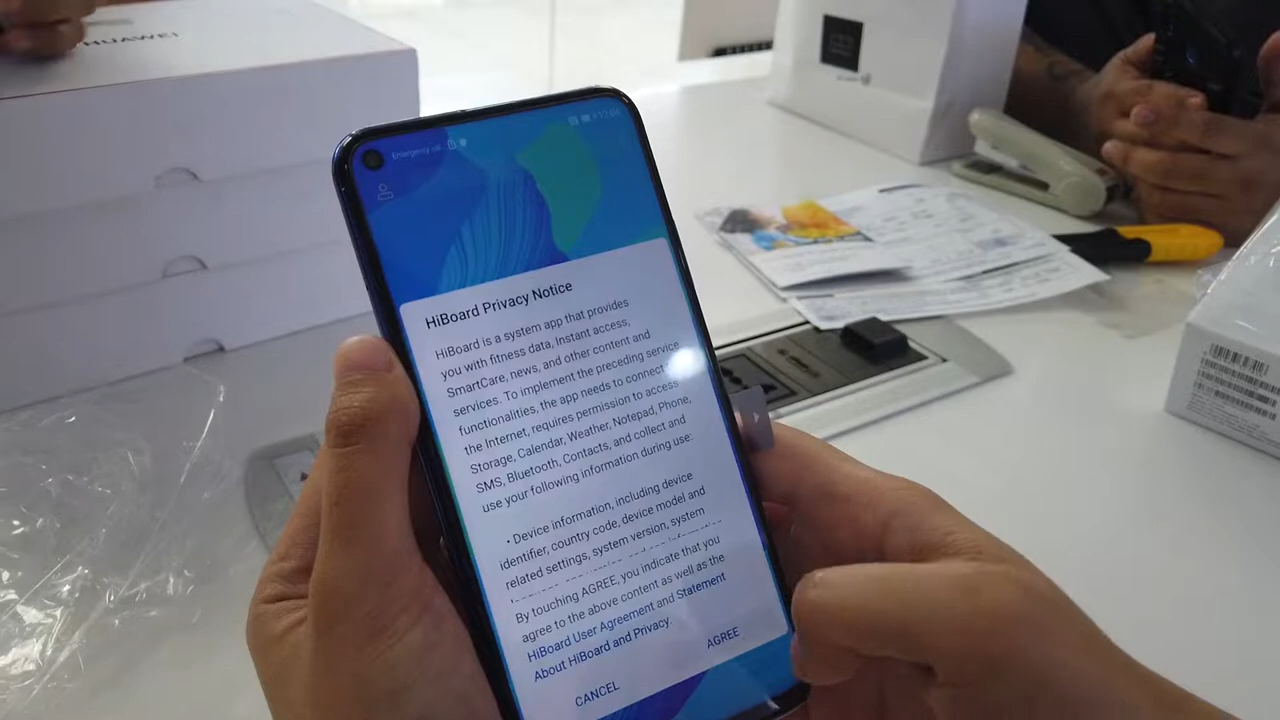 HUAWEI
Emergency call
HiBoard Privacy Notice
HiBoard is a system app that provides
you with fitness data, Instant access,
SmartCare, news, and other content and
services. To implement the preceding service
functionalities, the app needs to connect
the Internet, requires permission to access
Storage, Calendar, Weather, Notepad, Phone,
SMS, Bluetooth, Contacts, and collect and
use your following information during use:
• Device information, including device
identifier, country code, device model and
related settings, system version, system
By touching AGREE, you indicate that you
agree to the above content as well as the
HiBoard User Agreement and Statement
About HiBoard and Privacy.
CANCEL AGREE